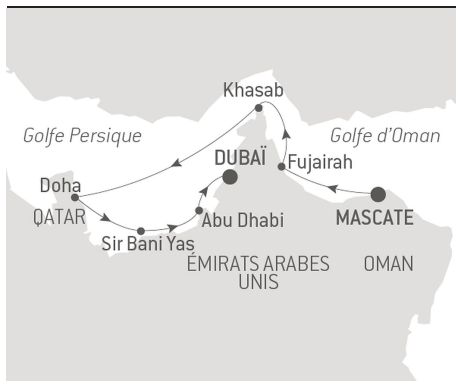 Khasab
Golfe Persique
Golfe d'Oman
DUBAÏ
Fujairah
Doha
QATAR
Abu Dhabi
MASCATE
Sir Bani Yas
ÉMIRATS ARABES
UNIS
OMAN